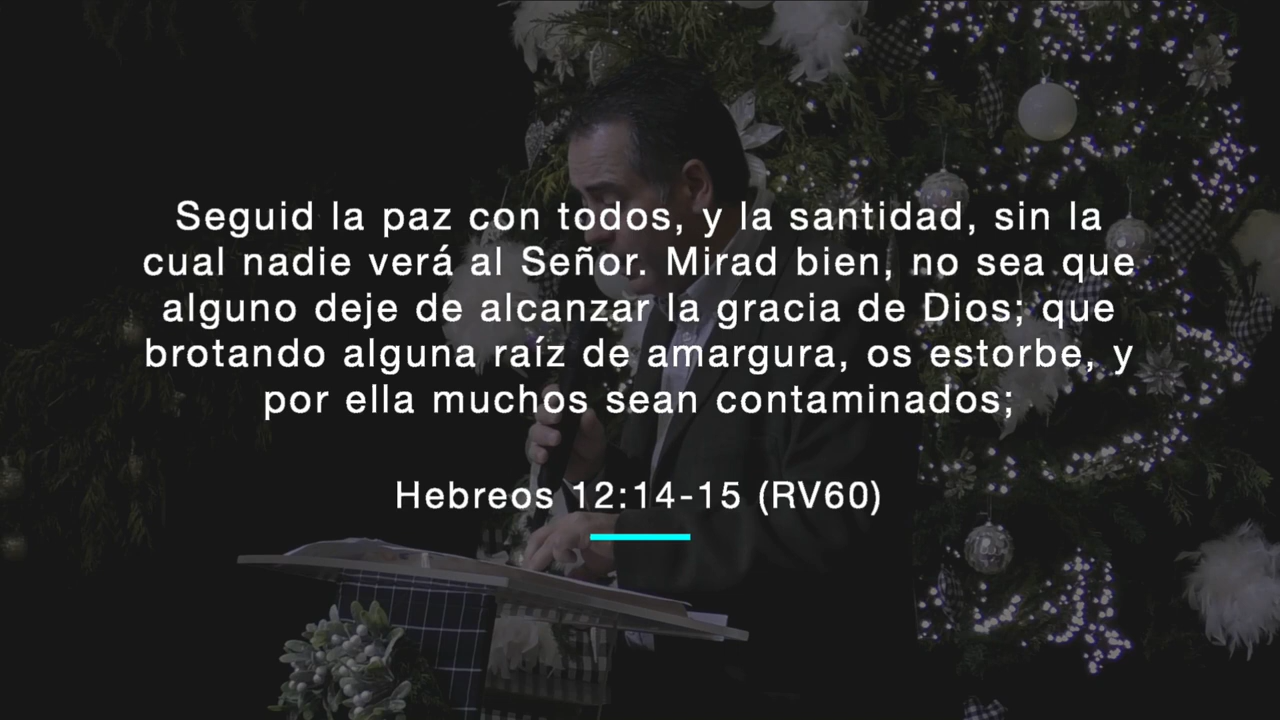 Seguid la paz con todos, y la santidad, sin la
cual nadie verá al Señor. Mirad bien, no sea que
alguno deje de alcanzar la gracia de Dios; que
brotando alguna raíz de amargura, os estorbe, y
por ella muchos sean contaminados;
Hebreos 12:14-15 (RV60)